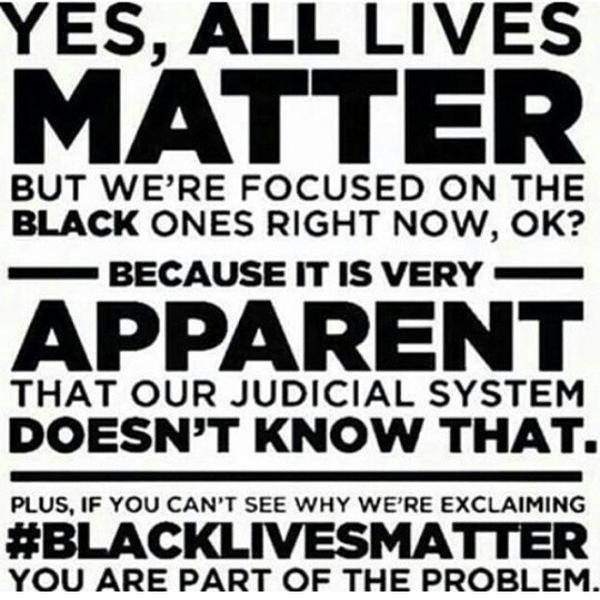 YES, ALL LIVES
MATTER
BUT WE'RE FOCUSED ON THE
BLACK ONES RIGHT NOW, OK?
BECAUSE IT IS VERY
APPARENT
THAT OUR JUDICIAL SYSTEM
DOESN'T KNOW THAT.
PLUS, IF YOU CAN'T SEE WHY WE'RE EXCLAIMING
#BLACKLIVESMATTER
YOU ARE PART OF THE PROBLEM.